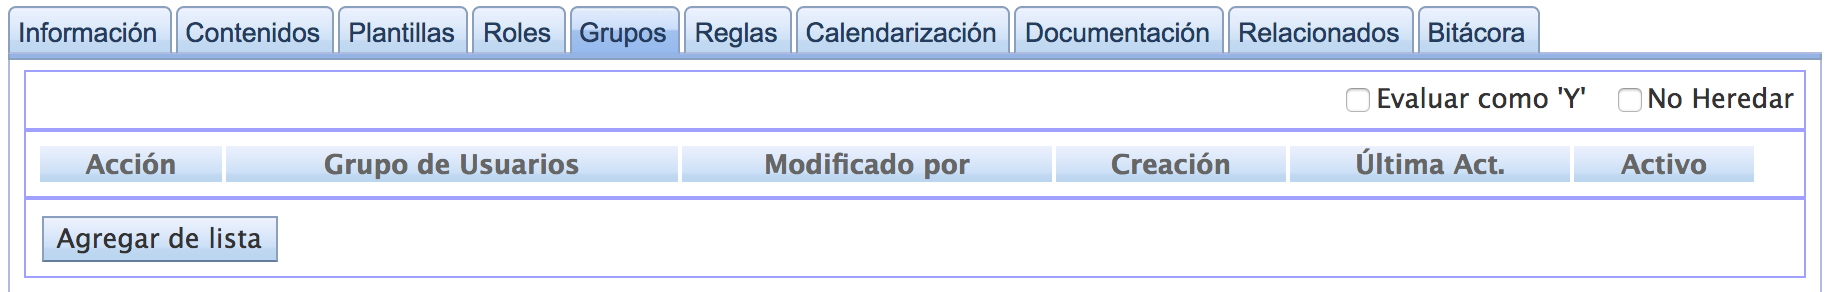 Información Contenidos Plantillas Roles Grupos Reglas Calendarización Documentación Relacionados Bitácora
Evaluar como 'Y' No Heredar
Acción Grupo de Usuarios Modificado por Creación Última Act. Activo
Agregar de lista